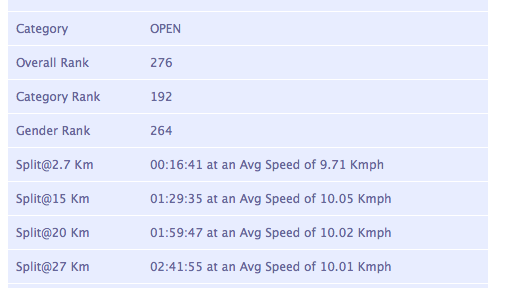 Category OPEN
Overall Rank 276
Category Rank 192
Gender Rank 264
Split@2.7 Km 00:16:41 at an Avg Speed of 9.71 Kmph
Split@15 Km 01:29:35 at an Avg Speed of 10.05 Kmph
Split@20 Km 01:59:47 at an Avg Speed of 10.02 Kmph
Split@27 Km 02:41:55 at an Avg Speed of 10.01 Kmph